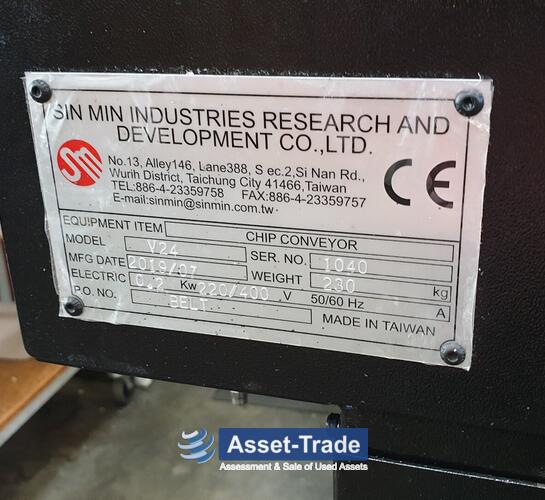 SIN MIN INDUSTRIES RESEARCH AND
DEVELOPMENT CO.,LTD.
sm
No.13, Alley146, Lane388, S ec.2,Si Nan Rd.,
Wurih District, Taichung City 41466,Taiwan
TEL:886-4-23359758 FAX:886-4-23359757
E-mail:sinmin@sinmin.com.tw
CE
EQUIPMENT ITEM CHIP CONVEYOR
MODEL V24 SER. NO. 1040
MFG DATE 2019/07 WEIGHT 230 kg
ELECTRIC 0.2 Kw 220/400 V 50/60 Hz A
P.O. NO. BELT MADE IN TAIWAN
Asset-Trade
Assessment & Sale of Used Assets